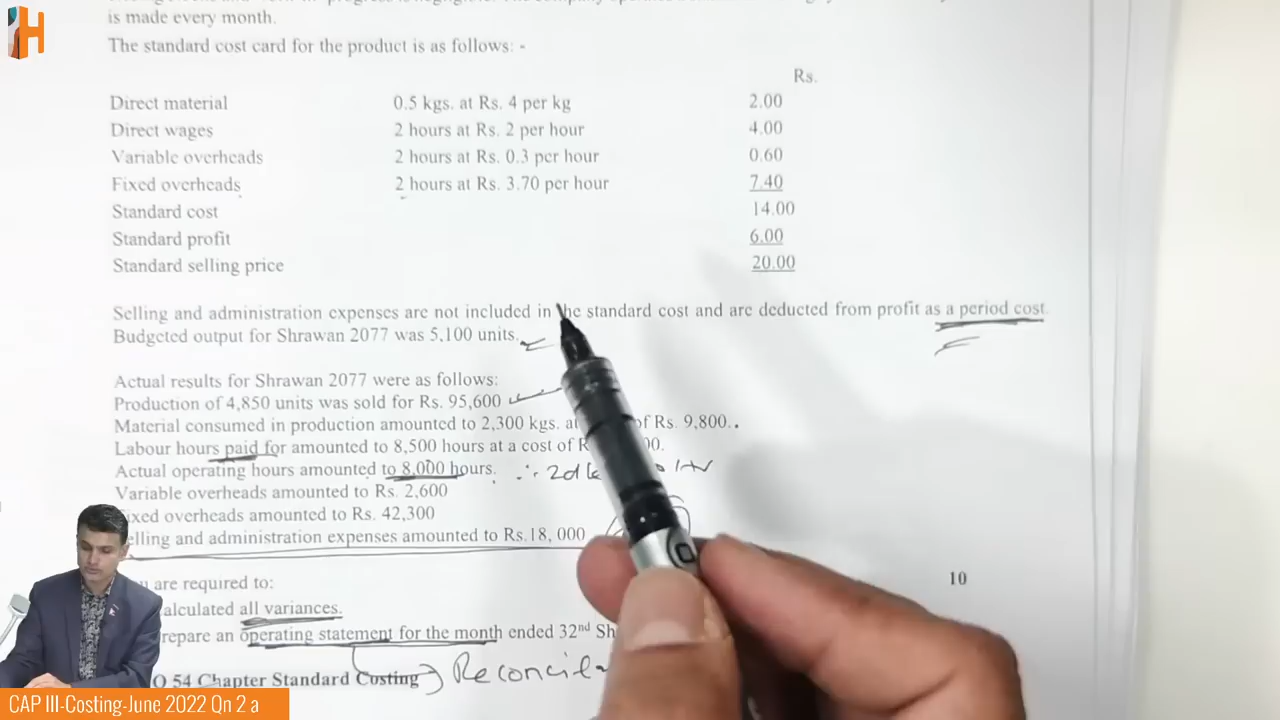 H
is made every month.
The standard cost card for the product is as follows: -
Rs.
Direct material 0.5 kgs. at Rs. 4 per kg 2.00
Direct wages 2 hours at Rs. 2 per hour 4.00
Variable overheads 2 hours at Rs. 0.3 per hour 0.60
Fixed overheads 2 hours at Rs. 3.70 per hour 7.40
Standard cost 14.00
Standard profit 6.00
Standard selling price 20.00
Selling and administration expenses are not included in the standard cost and are deducted from profit as a period cost.
Budgeted output for Shrawan 2077 was 5,100 units.
Actual results for Shrawan 2077 were as follows:
Production of 4,850 units was sold for Rs. 95,600
Material consumed in production amounted to 2,300 kgs. at of Rs. 9,800.
Labour hours paid for amounted to 8,500 hours at a cost of R 00.
Actual operating hours amounted to 8,000 hours.
Variable overheads amounted to Rs. 2,600
ixed overheads amounted to Rs. 42,300
lling and administration expenses amounted to Rs.18, 000
are required to: 10
alculated all variances.
repare an operating statement for the month ended 32nd Sh
54 Chapter Standard Costing Reconcil
CAP III-Costing-June 2022 Qn 2 a